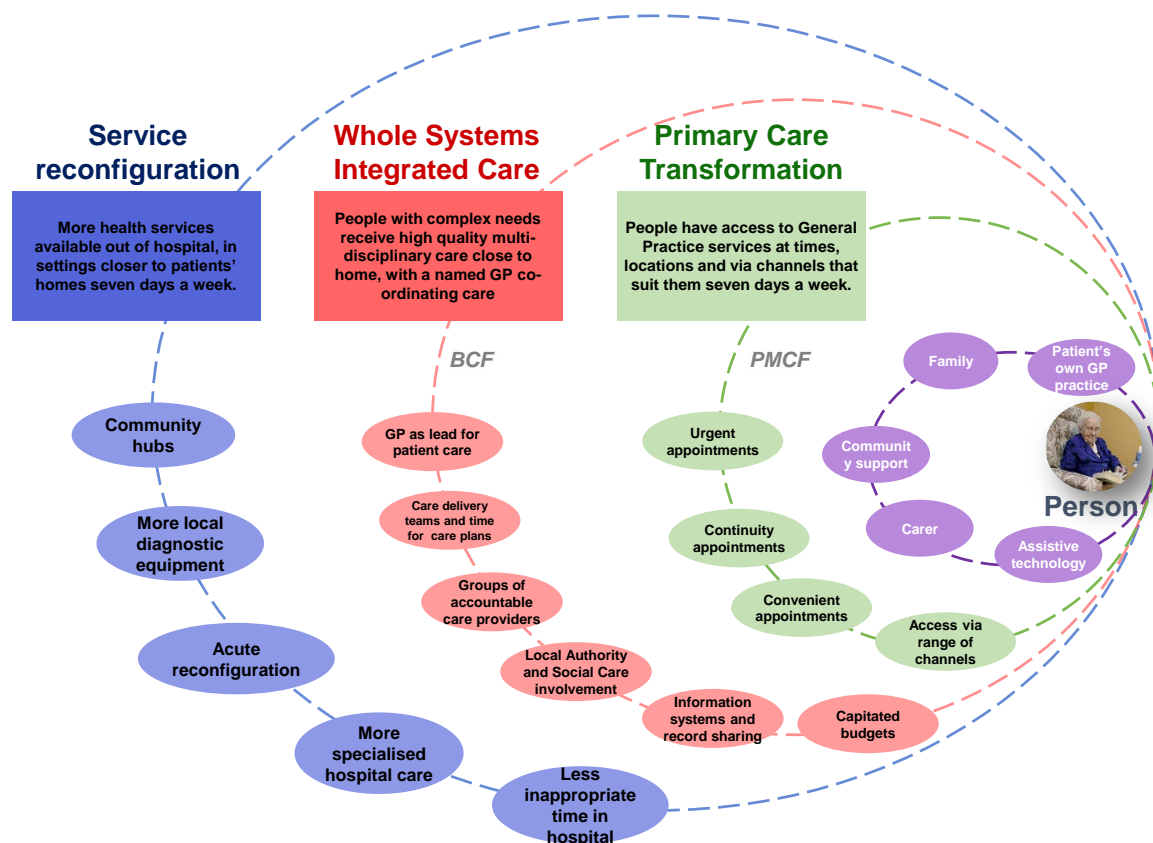 Service
reconfiguration
More health services
available out of hospital, in
settings closer to patients’
homes seven days a week.
Community
hubs
More local
diagnostic
equipment
Acute
reconfiguration
More
specialised
hospital care
Less
inappropriate
time in
hospital
Whole Systems
Integrated Care
People with complex needs
receive high quality multi-
disciplinary care close to
home, with a named GP co-
ordinating care
BCF
GP as lead for
patient care
Care delivery
teams and time
for care plans
Groups of
accountable
care providers
Local Authority
and Social Care
involvement
Information
systems and
record sharing
Capitated
budgets
Primary Care
Transformation
People have access to General
Practice services at times,
locations and via channels that
suit them seven days a week.
PMCF
Urgent
appointments
Continuity
appointments
Convenient
appointments
Access via
range of
channels
Family
Patient’s
own GP
practice
Communit
y support
Carer
Assistive
technology
Person